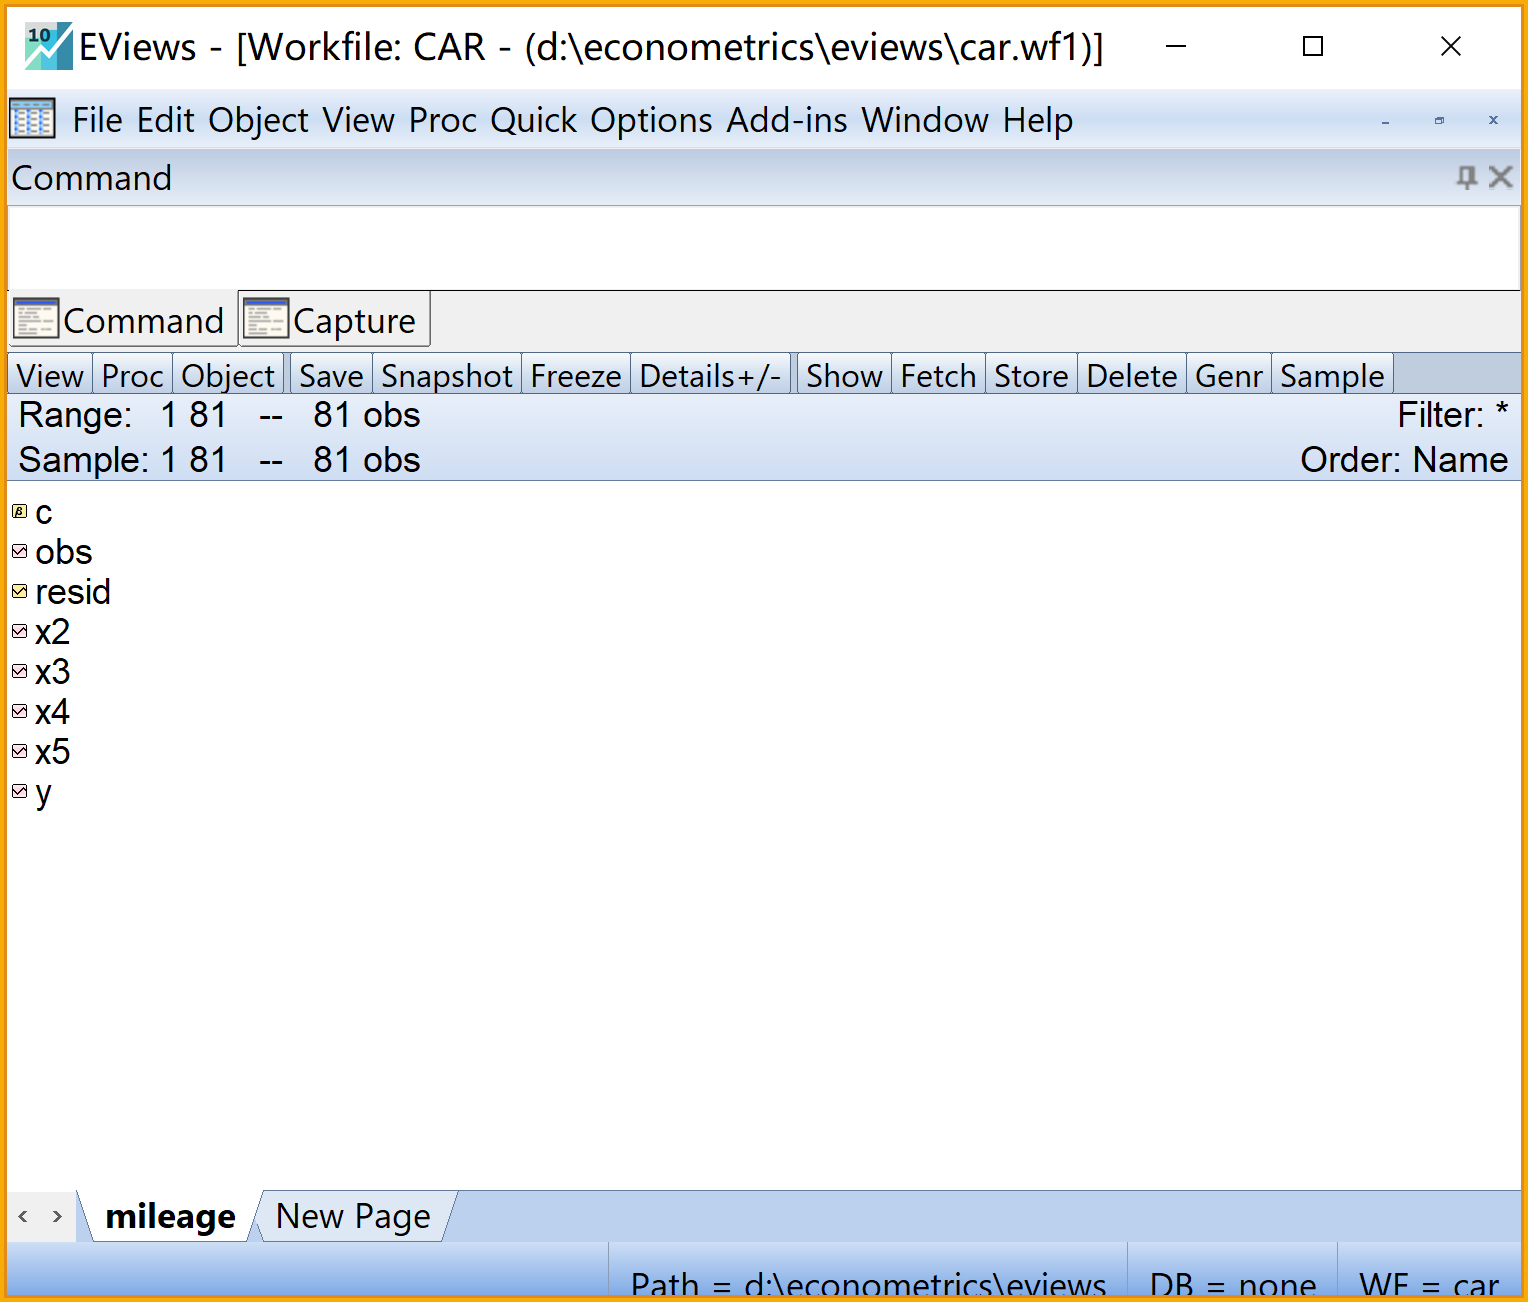 10 EViews - [Workfile: CAR - (d:\econometrics\eviews\car.wf1)]
File Edit Object View Proc Quick Options Add-ins Window Help
Command
Command Capture
View Proc Object Save Snapshot Freeze Details+/- Show Fetch Store Delete Genr Sample
Range: 1 81 -- 81 obs Filter: *
Sample: 1 81 -- 81 obs Order: Name
β c
obs
resid
x2
x3
x4
x5
y
mileage New Page
Path = d:\econometrics\eviews DB = none WF = car